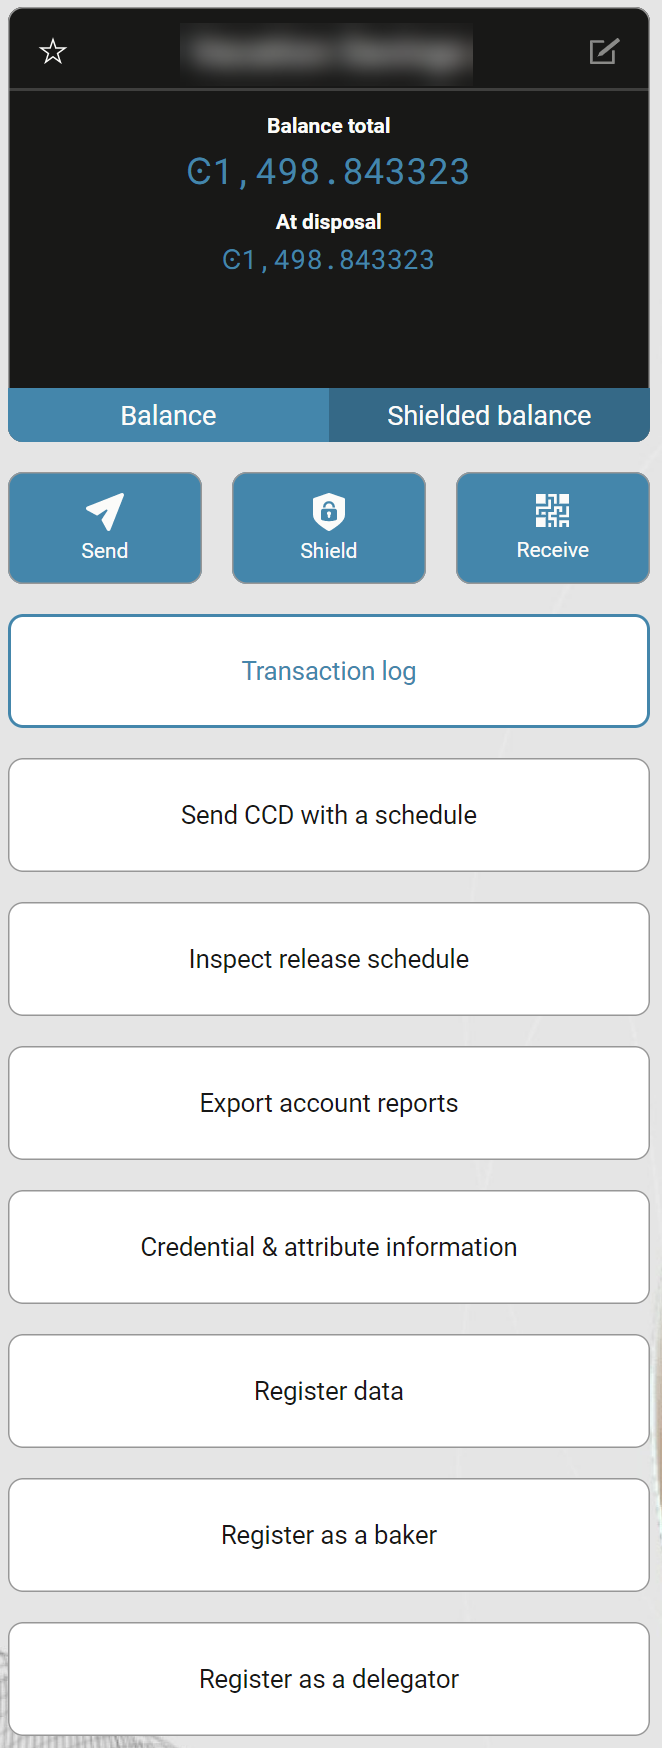 Balance total
Ͼ1,498.843323
At disposal
Ͼ1,498.843323
Balance
Shielded balance
Send
Shield
Receive
Transaction log
Send CCD with a schedule
Inspect release schedule
Export account reports
Credential & attribute information
Register data
Register as a baker
Register as a delegator